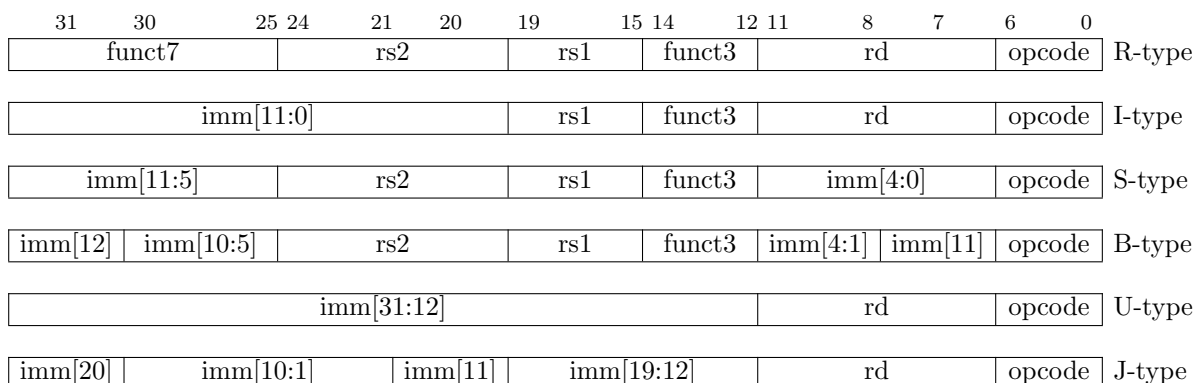 31 30 25 24 21 20 19 15 14 12 11 8 7 6 0
funct7 rs2 rs1 funct3 rd opcode R-type
imm[11:0] rs1 funct3 rd opcode I-type
imm[11:5] rs2 rs1 funct3 imm[4:0] opcode S-type
imm[12] imm[10:5] rs2 rs1 funct3 imm[4:1] imm[11] opcode B-type
imm[31:12] rd opcode U-type
imm[20] imm[10:1] imm[11] imm[19:12] rd opcode J-type